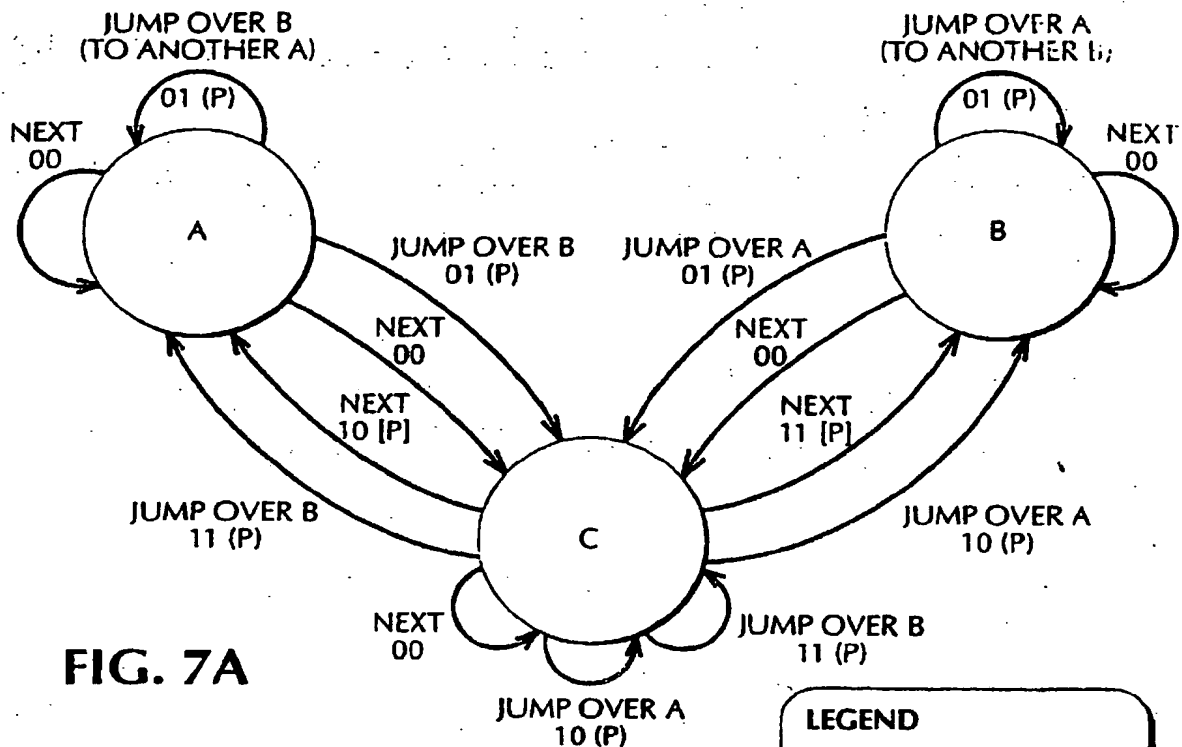 JUMP OVER B
(TO ANOTHER A)
01 (P)
NEXT
00
A
JUMP OVER A
(TO ANOTHER
01 (P)
NEXT
00
B
JUMP OVER B
01 (P)
JUMP OVER A
01 (P)
NEXT
00
NEXT
00
NEXT
10 [P]
NEXT
11 [P]
JUMP OVER B
11 (P)
JUMP OVER A
10 (P)
C
NEXT
00
JUMP OVER B
11 (P)
JUMP OVER A
10 (P)
FIG. 7A
LEGEND